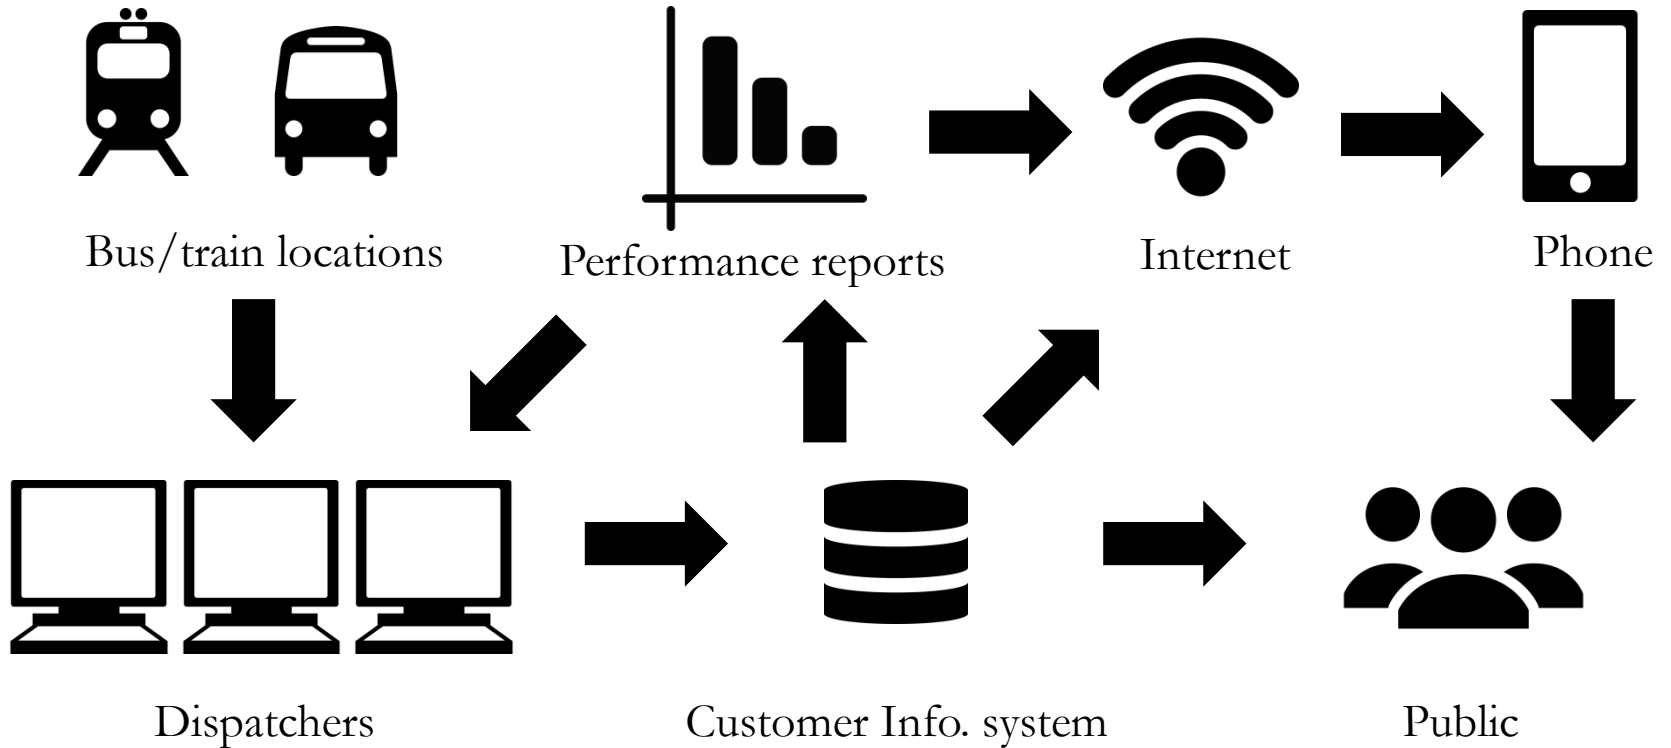 Bus/train locations
Performance reports
Internet
Phone
Dispatchers
Customer Info. system
Public